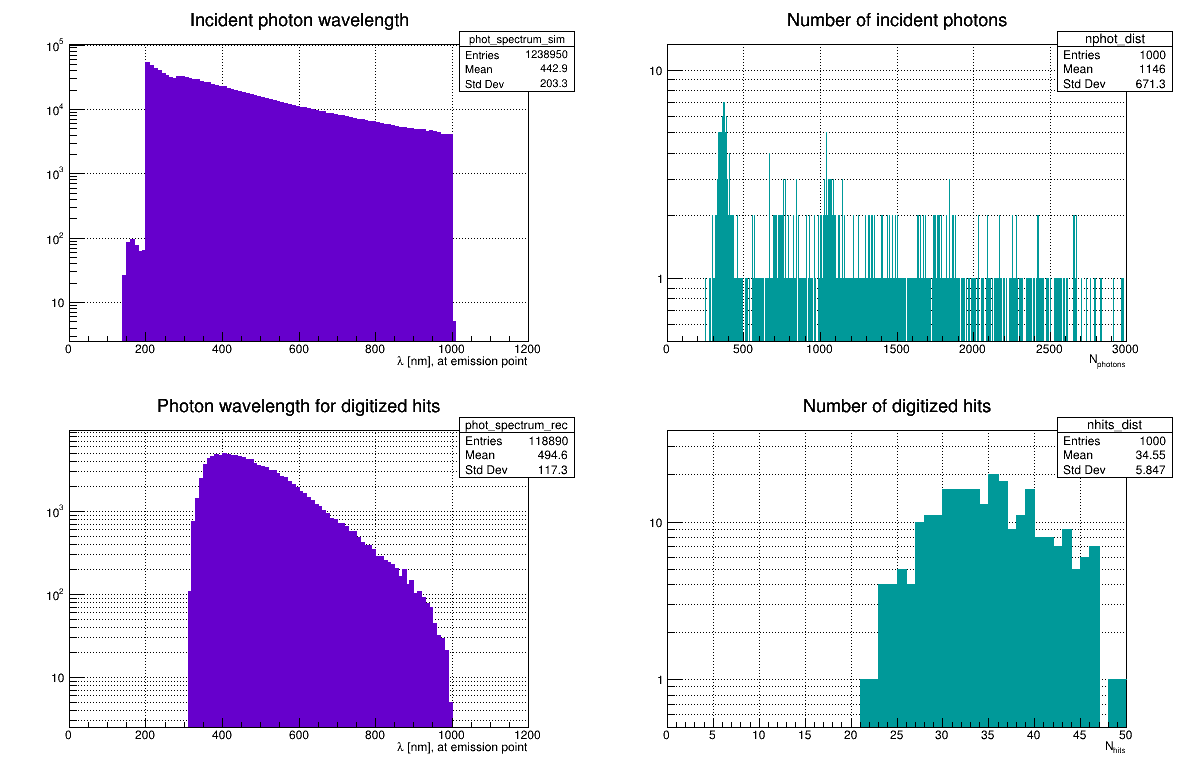 Incident photon wavelength
phot_spectrum_sim
Entries 1238950
Mean 442.9
Std Dev 203.3
10^5
10^4
10^3
10^2
10
0 200 400 600 800 1000 1200
λ [nm], at emission point
Number of incident photons
nphot_dist
Entries 1000
Mean 1146
Std Dev 671.3
10
1
0 500 1000 1500 2000 2500 3000
N_photons
Photon wavelength for digitized hits
phot_spectrum_rec
Entries 118890
Mean 494.6
Std Dev 117.3
10^3
10^2
10
0 200 400 600 800 1000 1200
λ [nm], at emission point
Number of digitized hits
nhits_dist
Entries 1000
Mean 34.55
Std Dev 5.847
10
1
0 5 10 15 20 25 30 35 40 45 50
N_hits